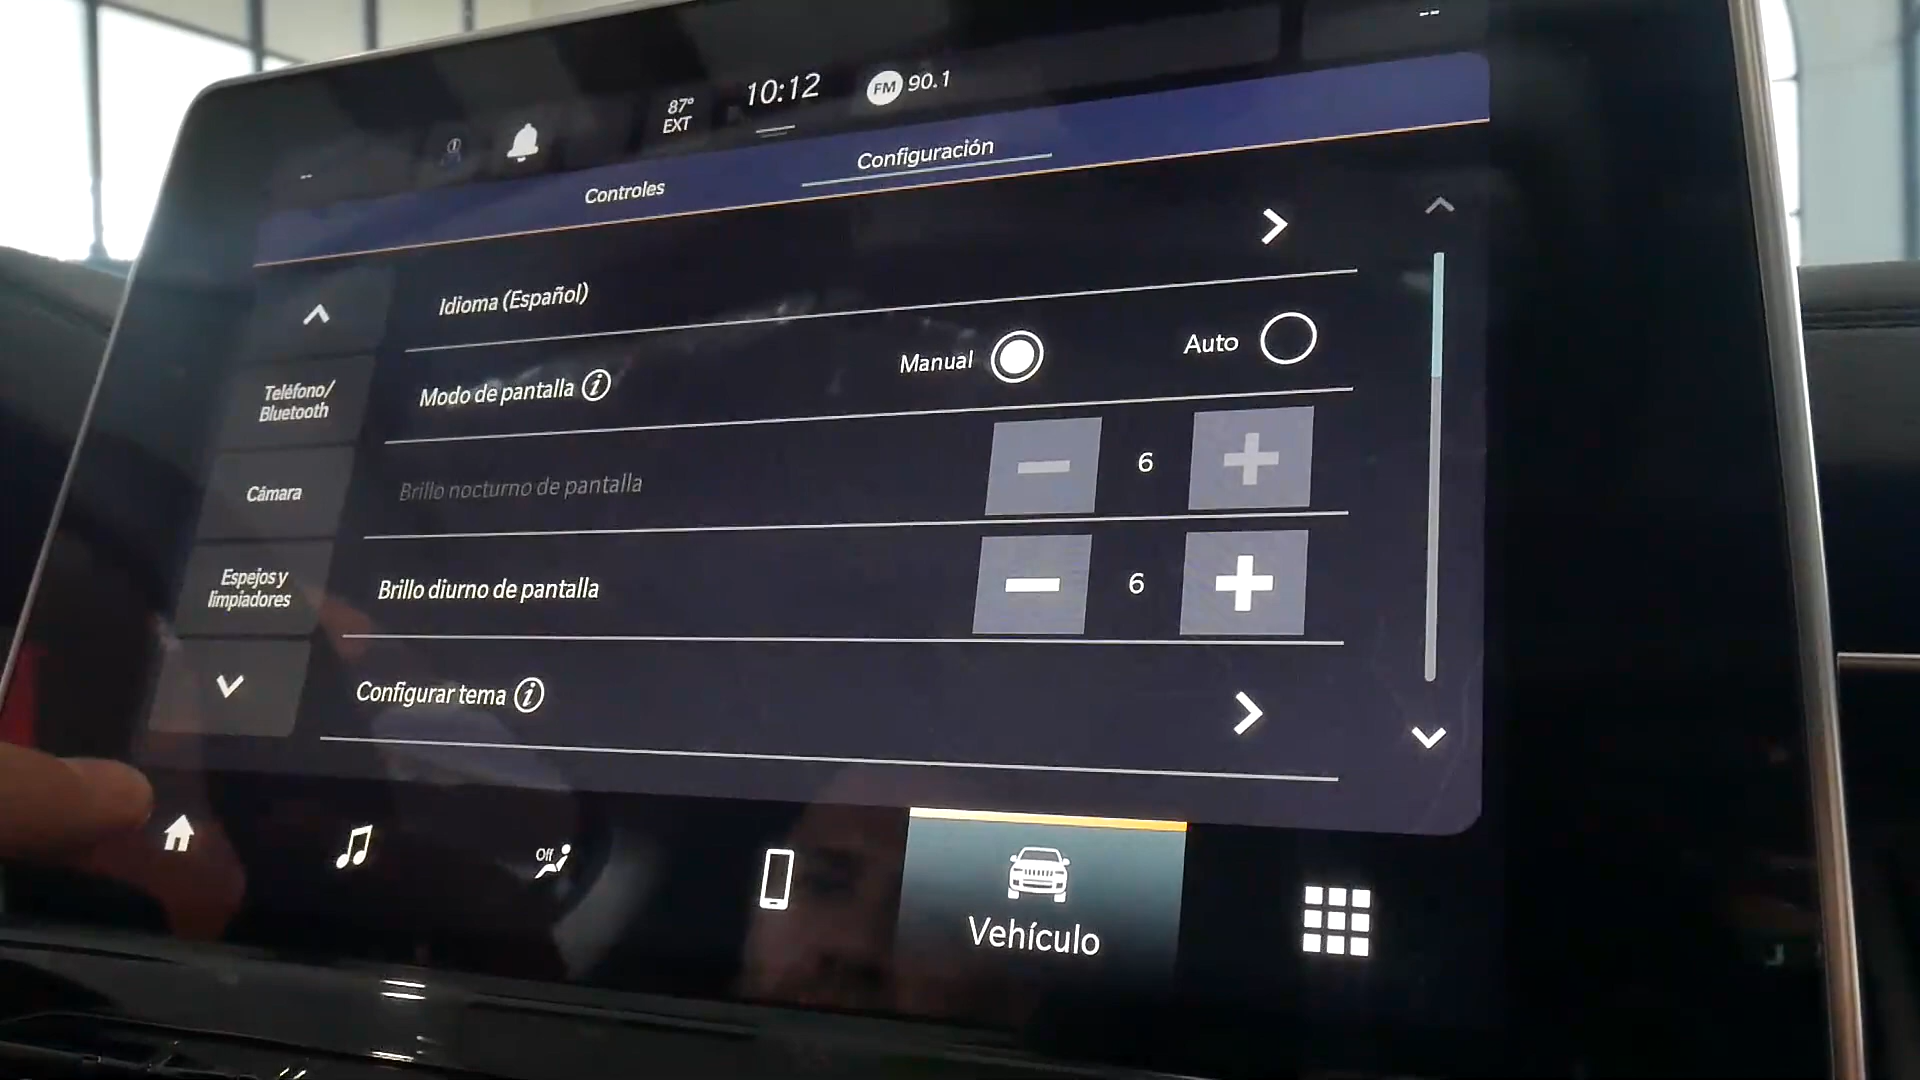 --
87°
EXT
10:12
FM 90.1
--
Controles
Configuración
Idioma (Español)
Modo de pantalla i
Manual
Auto
Brillo nocturno de pantalla
6
Brillo diurno de pantalla
6
Configurar tema i
Teléfono/
Bluetooth
Cámara
Espejos y
limpiadores
Off
Vehículo